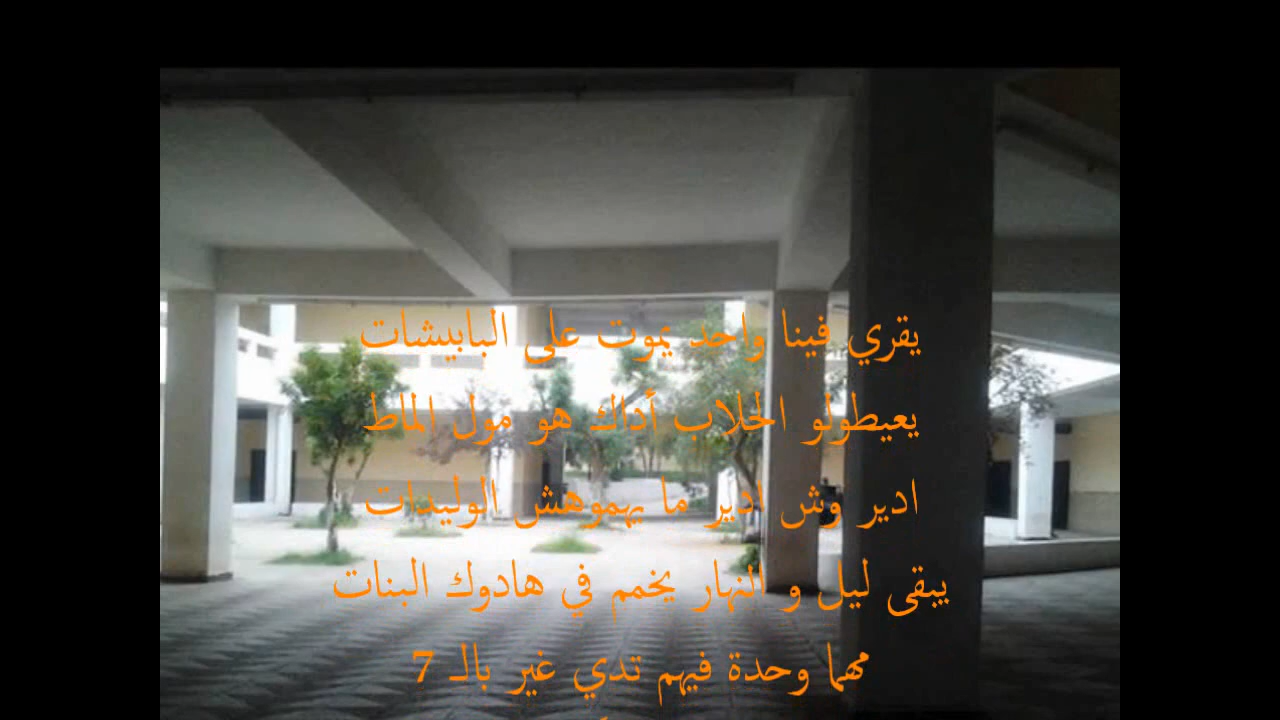 يقري فينا واحد يموت على البابيشات
يعيطولو الحلاب أداك هو مول الماط
ادير وش ادير ما يهموهش الوليدات
يبقى ليل و النهار يخمم في هادوك البنات
مهما وحدة فيهم تدي غير بالـ 7